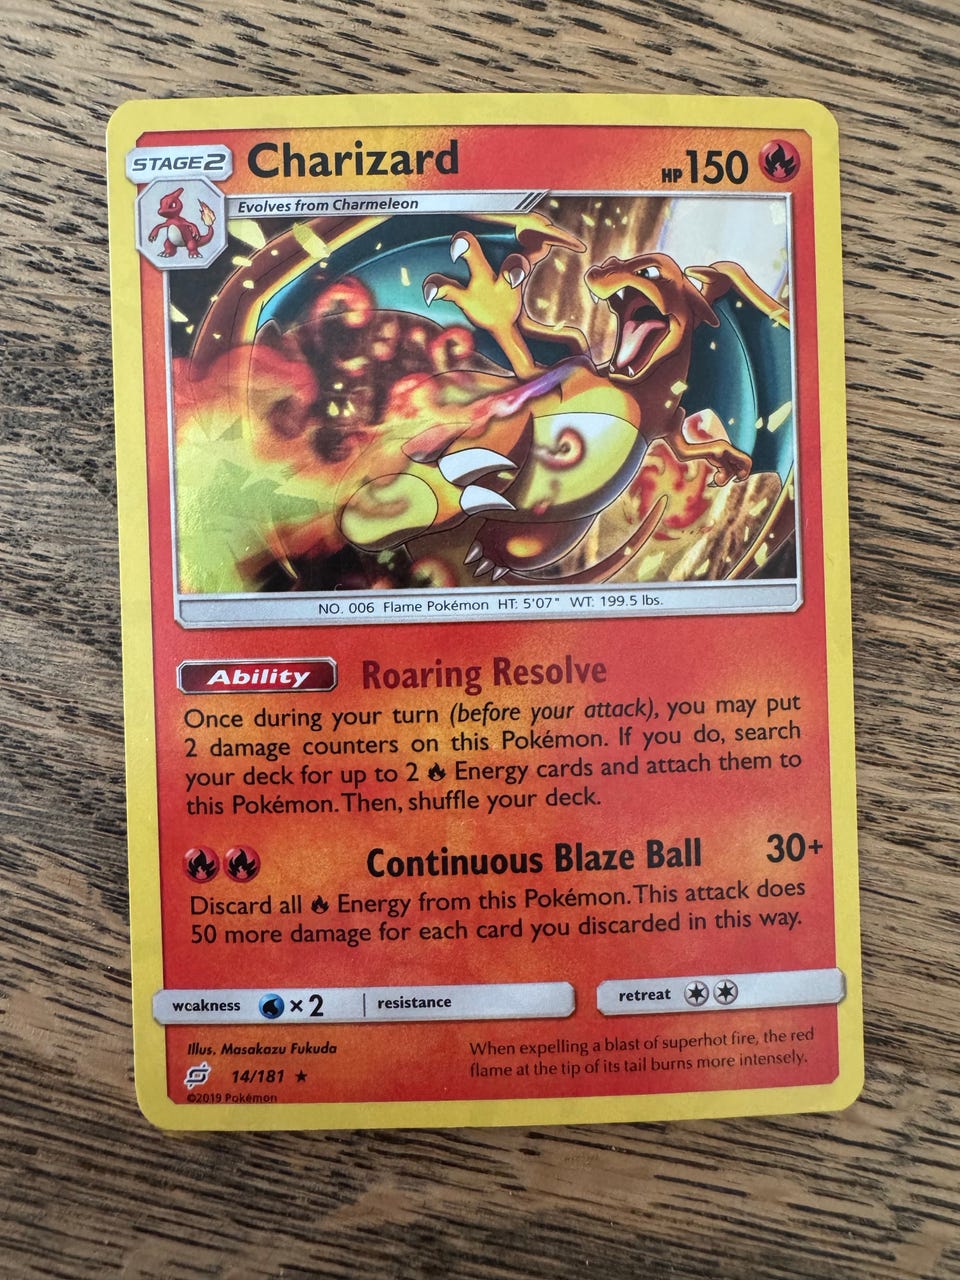 STAGE2 Charizard HP150
Evolves from Charmeleon
NO. 006 Flame Pokémon HT: 5'07" WT: 199.5 lbs.
Ability Roaring Resolve
Once during your turn (before your attack), you may put
2 damage counters on this Pokémon. If you do, search
your deck for up to 2 Energy cards and attach them to
this Pokémon. Then, shuffle your deck.
Continuous Blaze Ball 30+
Discard all Energy from this Pokémon. This attack does
50 more damage for each card you discarded in this way.
weakness ×2 resistance retreat
Illus. Masakazu Fukuda
14/181 ★
©2019 Pokémon
When expelling a blast of superhot fire, the red
flame at the tip of its tail burns more intensely.